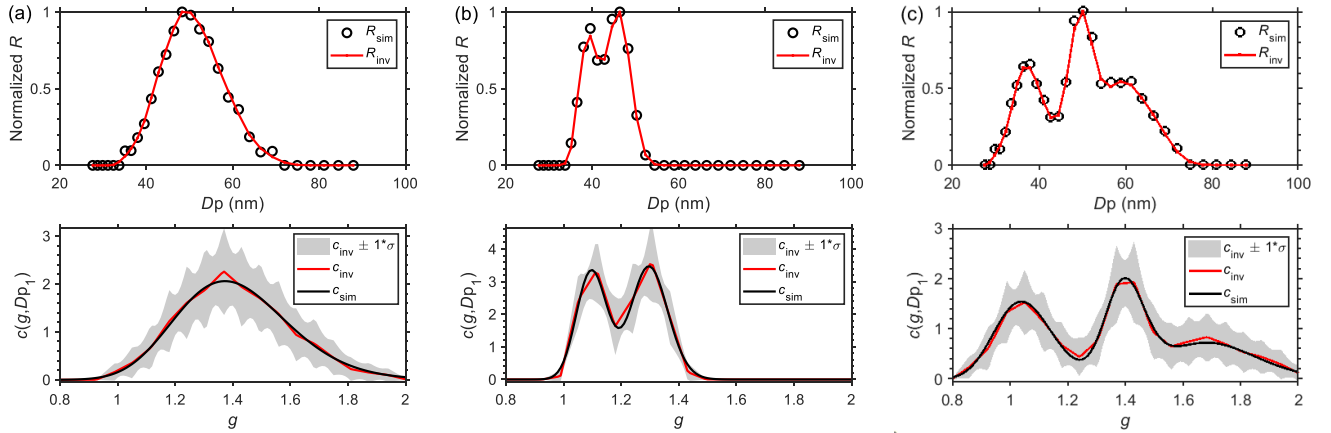 (a)
Normalized R
1
0.5
0
20 40 60 80 100
Dp (nm)
R_sim
R_inv
c(g,Dp_1)
3
2
1
0
0.8 1 1.2 1.4 1.6 1.8 2
g
c_inv ± 1*σ
c_inv
c_sim
(b)
Normalized R
1
0.5
0
20 40 60 80 100
Dp (nm)
R_sim
R_inv
c(g,Dp_1)
4
3
2
1
0
0.8 1 1.2 1.4 1.6 1.8 2
g
c_inv ± 1*σ
c_inv
c_sim
(c)
Normalized R
1
0.5
0
20 40 60 80 100
Dp (nm)
R_sim
R_inv
c(g,Dp_1)
3
2
1
0
0.8 1 1.2 1.4 1.6 1.8 2
g
c_inv ± 1*σ
c_inv
c_sim